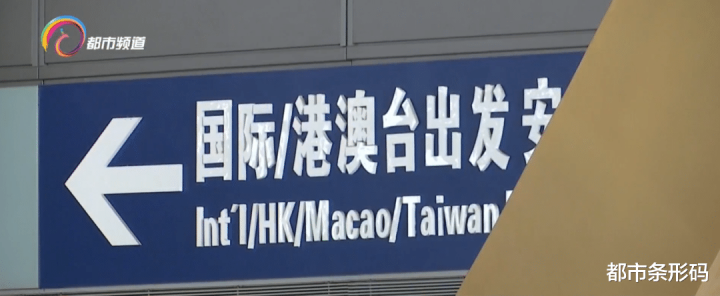 都市频道
国际/港澳台出发安
Int'l/HK/Macao/Taiwan
都市条形码